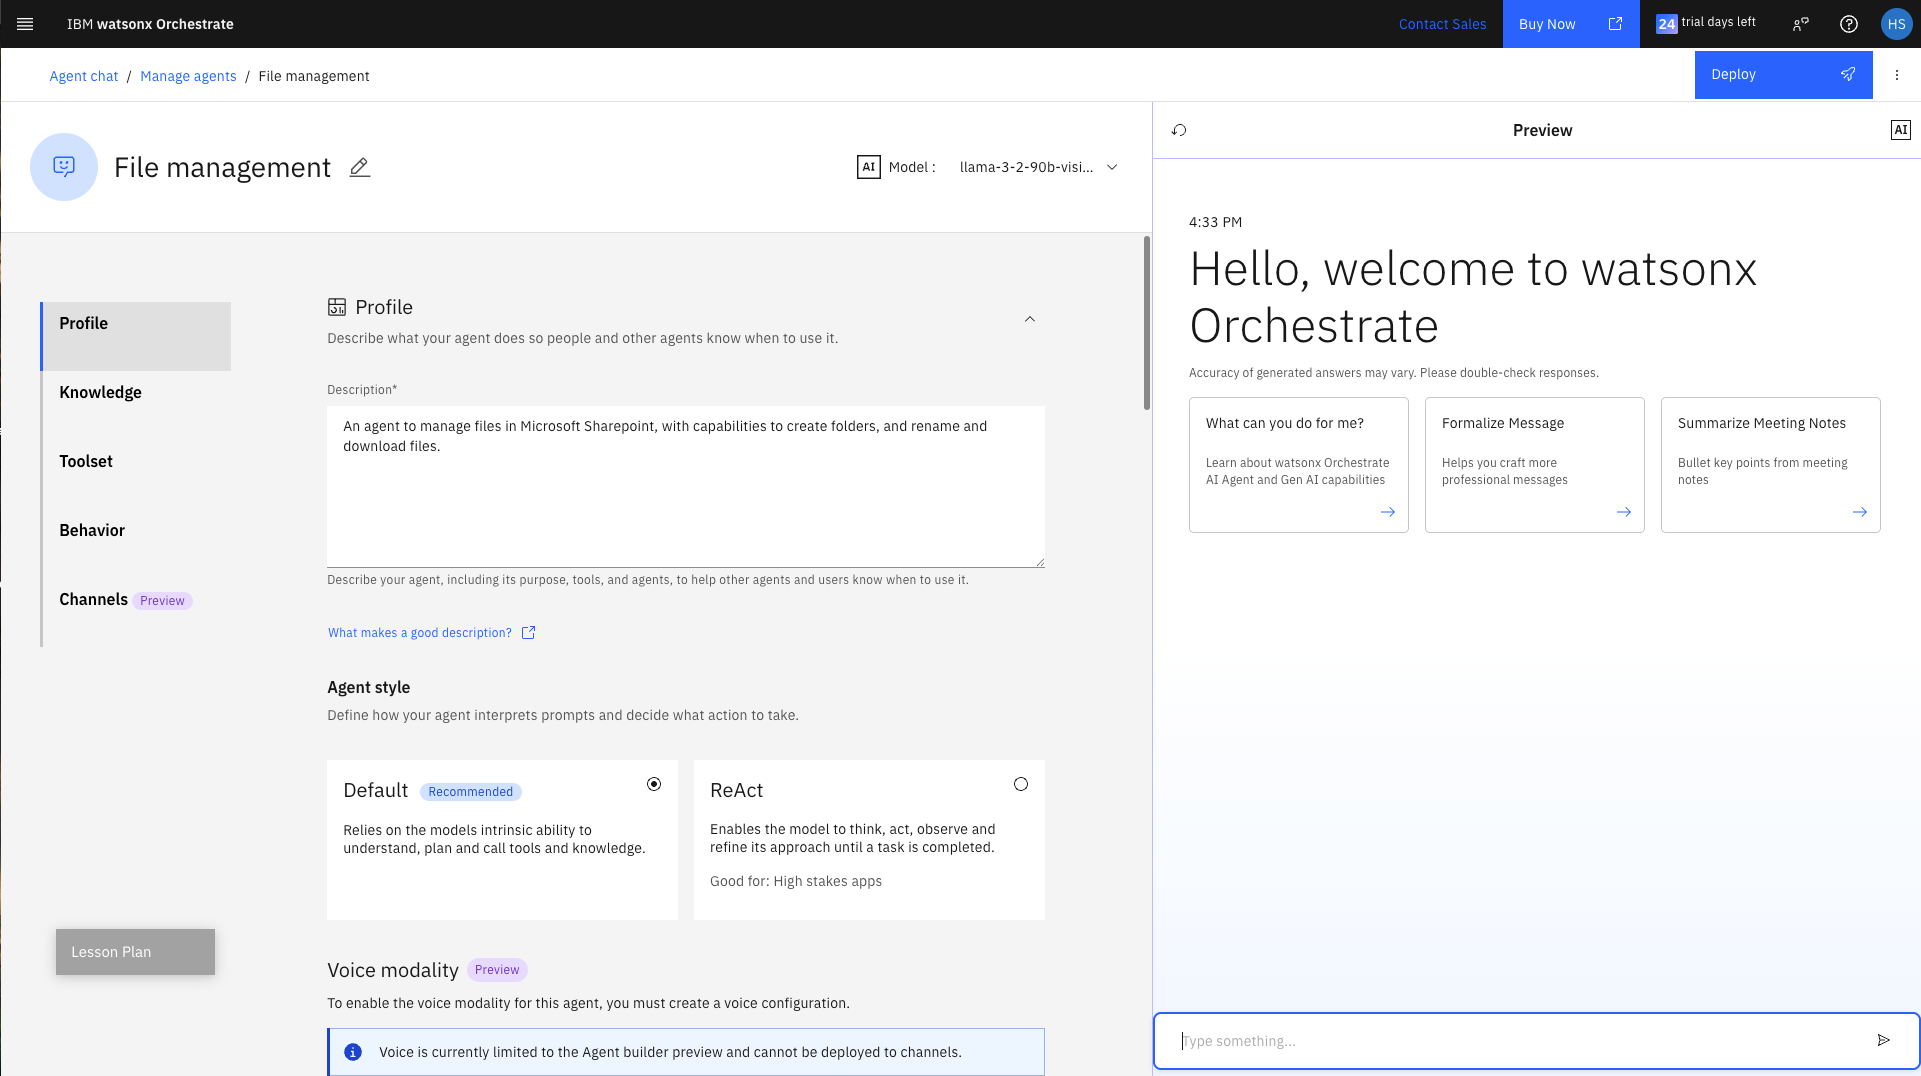 IBM watsonx Orchestrate
Contact Sales
Buy Now
24 trial days left
HS
Agent chat / Manage agents / File management
Deploy
File management
AI Model :
llama-3-2-90b-visi...
Profile
Knowledge
Toolset
Behavior
Channels Preview
Lesson Plan
Profile
Describe what your agent does so people and other agents know when to use it.
Description*
An agent to manage files in Microsoft Sharepoint, with capabilities to create folders, and rename and
download files.
Describe your agent, including its purpose, tools, and agents, to help other agents and users know when to use it.
What makes a good description?
Agent style
Define how your agent interprets prompts and decide what action to take.
Default Recommended
Relies on the models intrinsic ability to
understand, plan and call tools and knowledge.
ReAct
Enables the model to think, act, observe and
refine its approach until a task is completed.
Good for: High stakes apps
Voice modality Preview
To enable the voice modality for this agent, you must create a voice configuration.
Voice is currently limited to the Agent builder preview and cannot be deployed to channels.
Preview
AI
4:33 PM
Hello, welcome to watsonx
Orchestrate
Accuracy of generated answers may vary. Please double-check responses.
What can you do for me?
Learn about watsonx Orchestrate
AI Agent and Gen AI capabilities
Formalize Message
Helps you craft more
professional messages
Summarize Meeting Notes
Bullet key points from meeting
notes
Type something...